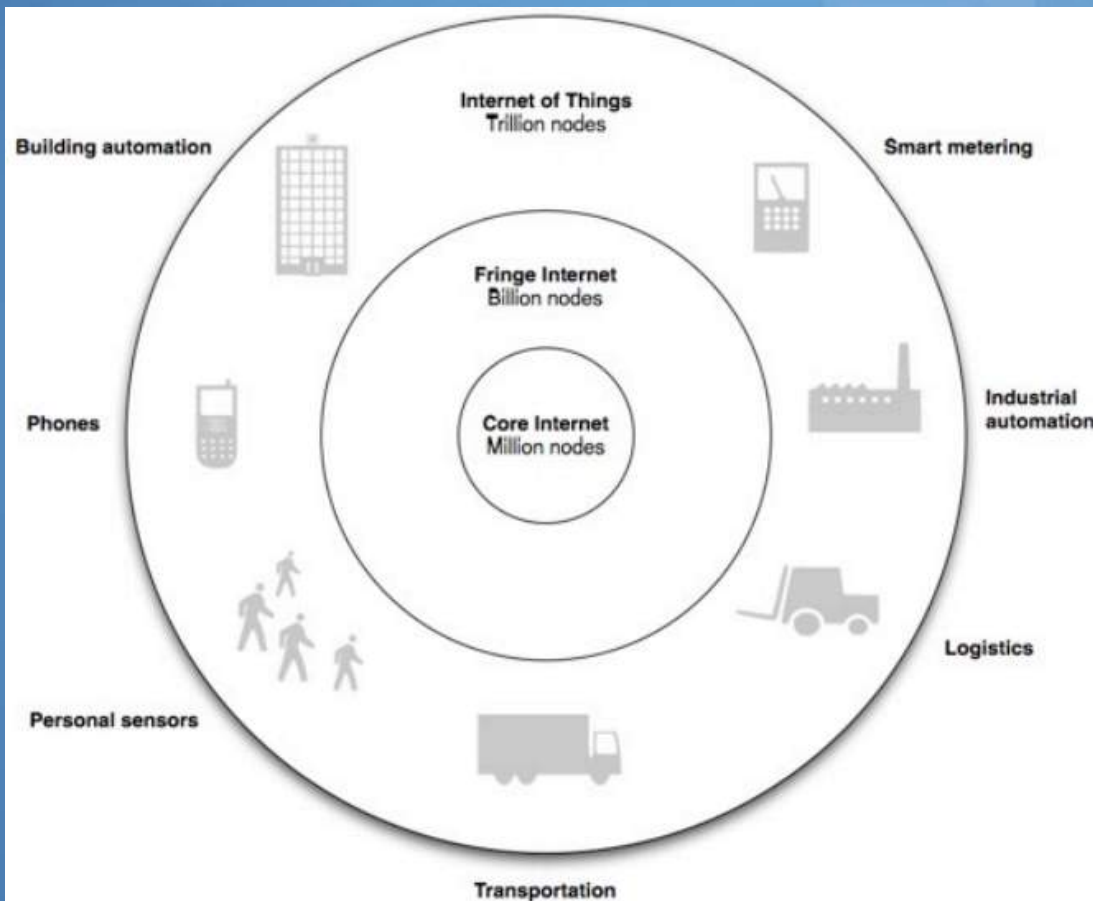 Internet of Things
Trillion nodes
Building automation
Smart metering
Fringe Internet
Billion nodes
Phones
Core Internet
Million nodes
Industrial
automation
Logistics
Personal sensors
Transportation